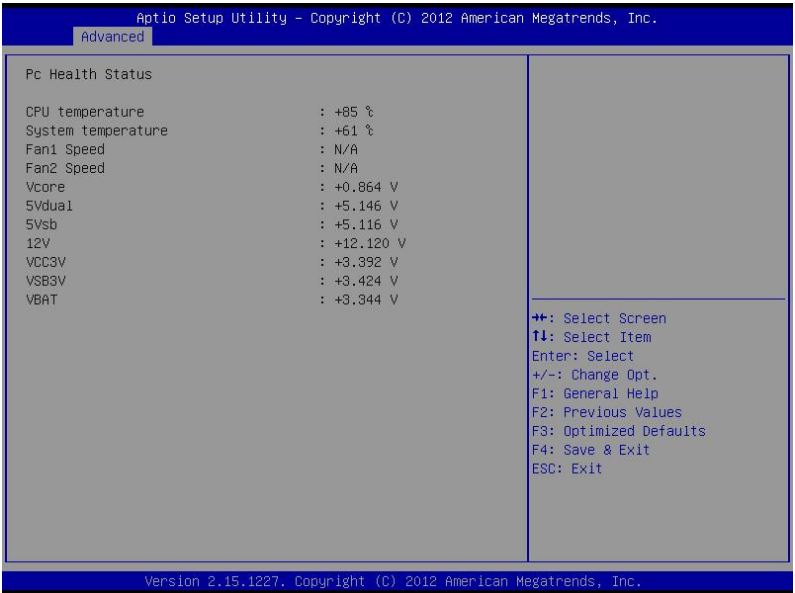 Aptio Setup Utility – Copyright (C) 2012 American Megatrends, Inc.
Advanced
Pc Health Status
CPU temperature : +85 ℃
System temperature : +61 ℃
Fan1 Speed : N/A
Fan2 Speed : N/A
Vcore : +0.864 V
5Vdual : +5.146 V
5Vsb : +5.116 V
12V : +12.120 V
VCC3V : +3.392 V
VSB3V : +3.424 V
VBAT : +3.344 V
→←: Select Screen
↑↓: Select Item
Enter: Select
+/-: Change Opt.
F1: General Help
F2: Previous Values
F3: Optimized Defaults
F4: Save & Exit
ESC: Exit
Version 2.15.1227. Copyright (C) 2012 American Megatrends, Inc.